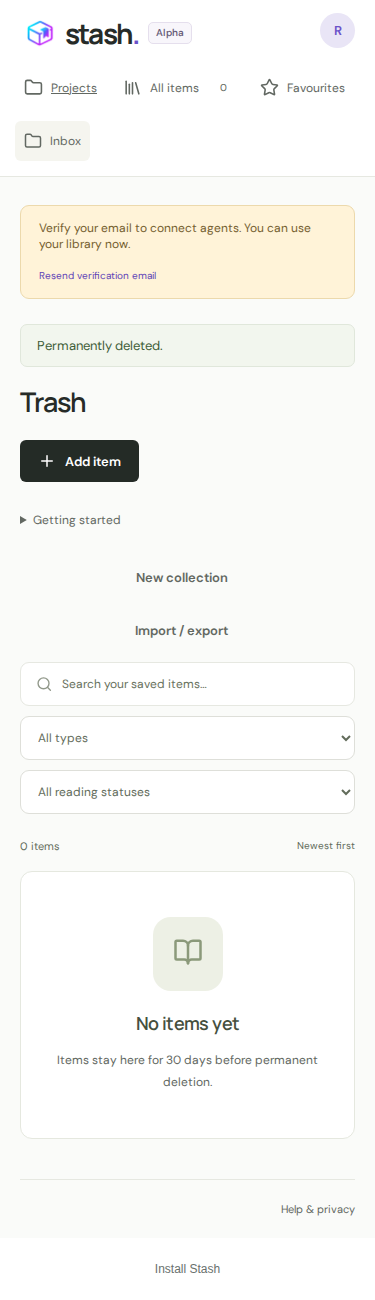 stash. Alpha R
Projects All items 0 Favourites
Inbox
Verify your email to connect agents. You can use
your library now.
Resend verification email
Permanently deleted.
Trash
Add item
Getting started
New collection
Import / export
Search your saved items...
All types
All reading statuses
0 items Newest first
No items yet
Items stay here for 30 days before permanent
deletion.
Help & privacy
Install Stash